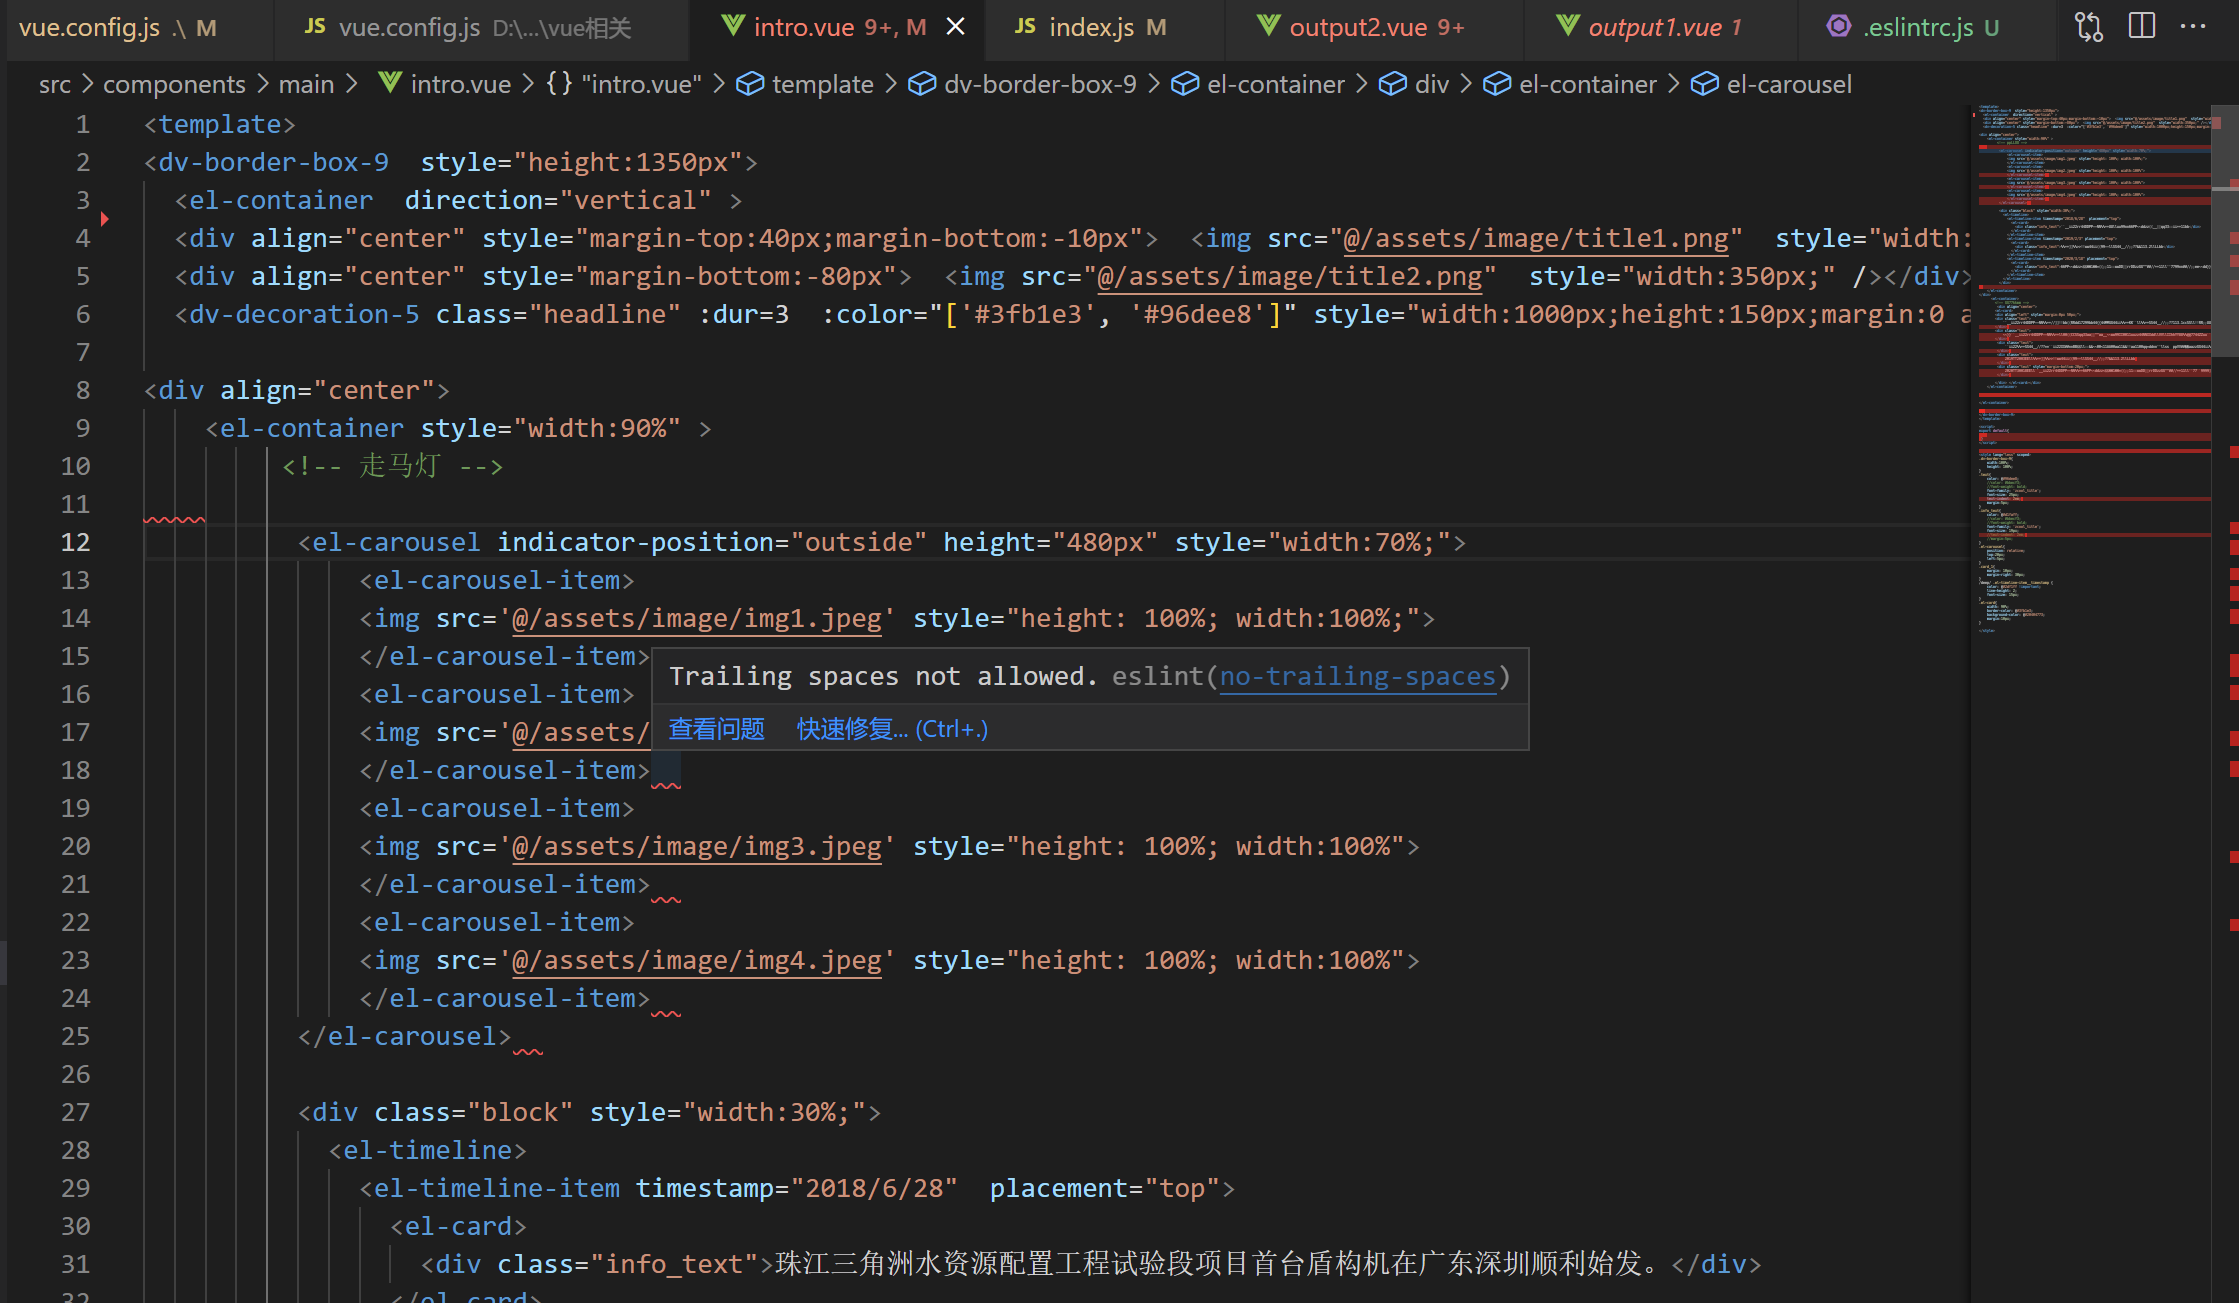 vue.config.js .\ M JS vue.config.js D:\...\vue相关 intro.vue 9+, M JS index.js M output2.vue 9+ output1.vue 1 .eslintrc.js U
src > components > main > intro.vue > {} "intro.vue" > template > dv-border-box-9 > el-container > div > el-container > el-carousel
1 <template>
2 <dv-border-box-9  style="height:1350px">
3 <el-container  direction="vertical" >
4 <div align="center" style="margin-top:40px;margin-bottom:-10px">  <img src="@/assets/image/title1.png"   style="width:
5 <div align="center" style="margin-bottom:-80px">  <img src="@/assets/image/title2.png"  style="width:350px;" /></div>
6 <dv-decoration-5 class="headline" :dur=3  :color="['#3fb1e3', '#96dee8']" style="width:1000px;height:150px;margin:0 a
7
8 <div align="center">
9 <el-container style="width:90%" >
10 <!-- 走马灯 -->
11
12 <el-carousel indicator-position="outside" height="480px" style="width:70%;">
13 <el-carousel-item>
14 <img src='@/assets/image/img1.jpeg' style="height: 100%; width:100%;">
15 </el-carousel-item>
Trailing spaces not allowed. eslint(no-trailing-spaces)
16 <el-carousel-item>
17 <img src='@/assets/
查看问题 快速修复... (Ctrl+.)
18 </el-carousel-item>
19 <el-carousel-item>
20 <img src='@/assets/image/img3.jpeg' style="height: 100%; width:100%">
21 </el-carousel-item>
22 <el-carousel-item>
23 <img src='@/assets/image/img4.jpeg' style="height: 100%; width:100%">
24 </el-carousel-item>
25 </el-carousel>
26
27 <div class="block" style="width:30%;">
28 <el-timeline>
29 <el-timeline-item timestamp="2018/6/28"  placement="top">
30 <el-card>
31 <div class="info_text">珠江三角洲水资源配置工程试验段项目首台盾构机在广东深圳顺利始发。</div>
32 </el-card>